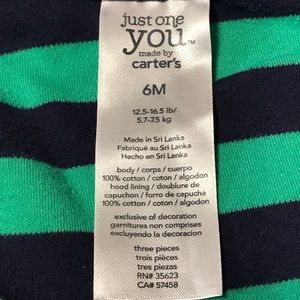 just one
you™
made by
carter's
6M
12.5-16.5 lb/
5.7-7.5 kg
Made in Sri Lanka
Fabriqué au Sri Lanka
Hecho en Sri Lanka
body / corps / cuerpo
100% cotton / coton / algodon
hood lining / doublure de
capuchon / forro de capucha
100% cotton / coton / algodon
exclusive of decoration
garnitures non comprises
exclusivo de la decoración
three pieces
trois pièces
tres piezas
RN# 35623
CA# 57458